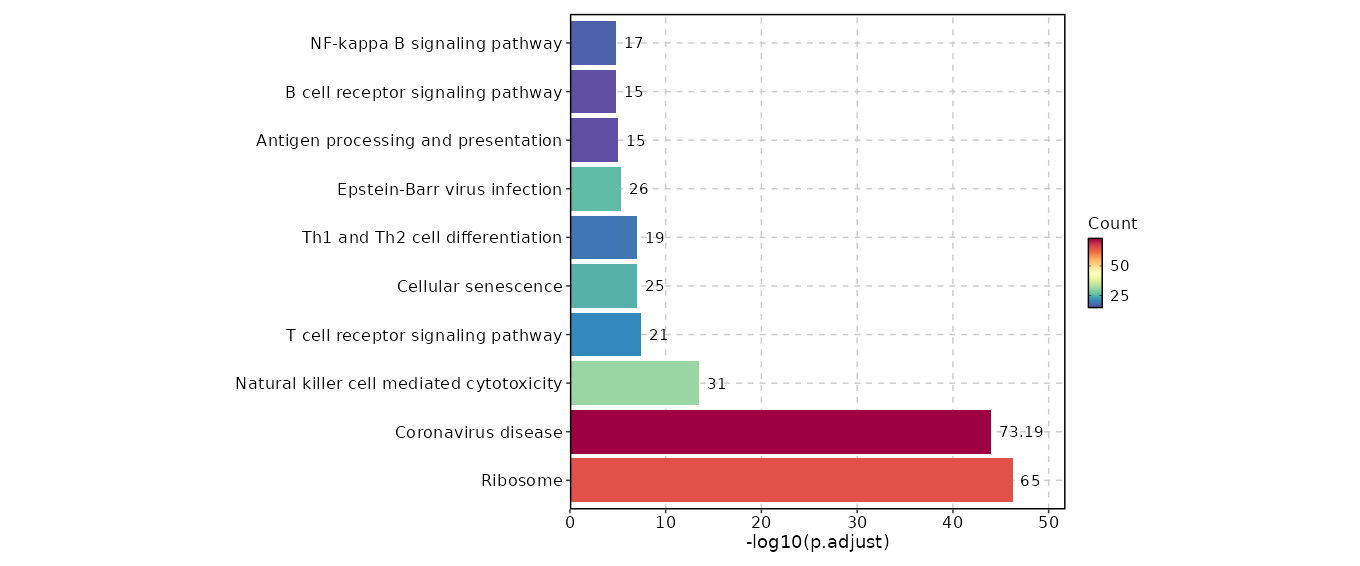 NF-kappa B signaling pathway 17
B cell receptor signaling pathway 15
Antigen processing and presentation 15
Epstein-Barr virus infection 26
Th1 and Th2 cell differentiation 19
Cellular senescence 25
T cell receptor signaling pathway 21
Natural killer cell mediated cytotoxicity 31
Coronavirus disease 73.19
Ribosome 65
0 10 20 30 40 50
-log10(p.adjust)
Count
50
25